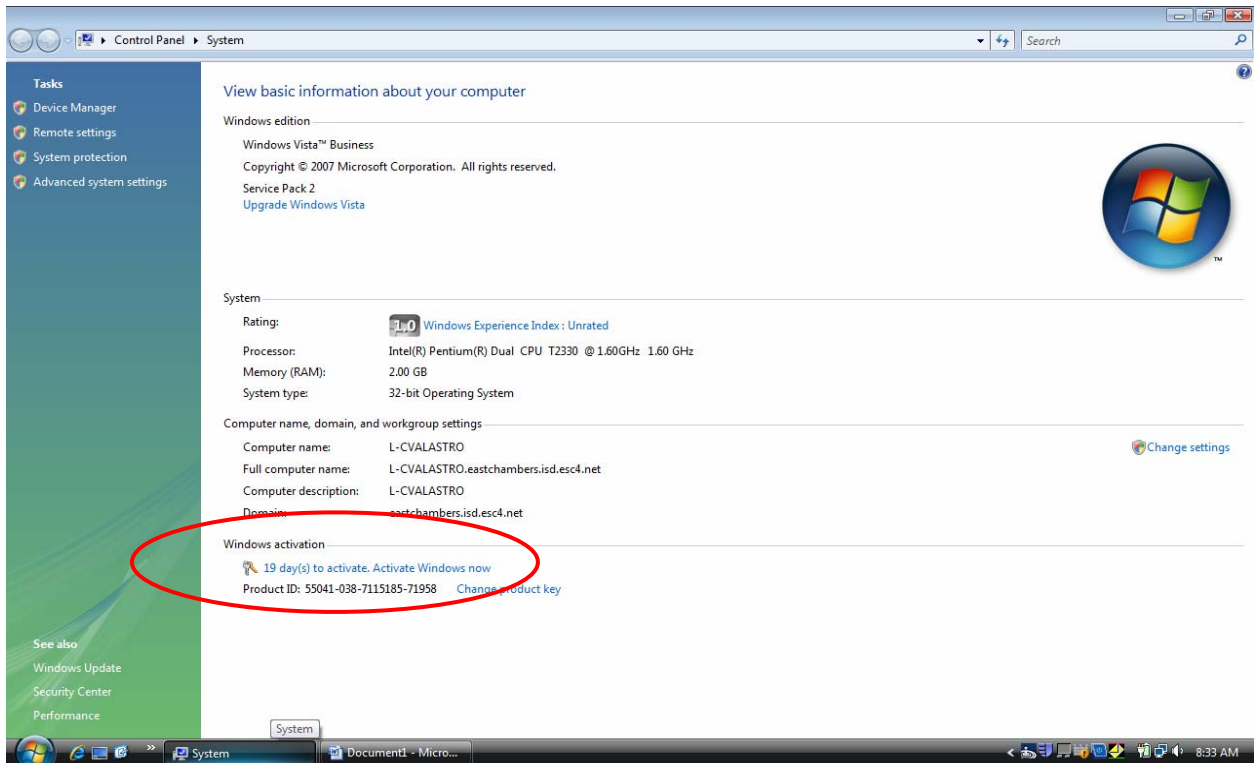 Control Panel System
Search
Tasks
Device Manager
Remote settings
System protection
Advanced system settings
View basic information about your computer
Windows edition
Windows Vista™ Business
Copyright © 2007 Microsoft Corporation. All rights reserved.
Service Pack 2
Upgrade Windows Vista
TM
System
Rating: 1.0 Windows Experience Index: Unrated
Processor: Intel(R) Pentium(R) Dual CPU T2330 @ 1.60GHz 1.60 GHz
Memory (RAM): 2.00 GB
System type: 32-bit Operating System
Computer name, domain, and workgroup settings
Computer name: L-CVALASTRO
Change settings
Full computer name: L-CVALASTRO.eastchambers.isd.esc4.net
Computer description: L-CVALASTRO
Domain: eastchambers.isd.esc4.net
Windows activation
19 day(s) to activate. Activate Windows now
Product ID: 55041-038-7115185-71958 Change product key
See also
Windows Update
Security Center
Performance
System
System
Document1 - Micro...
8:33 AM